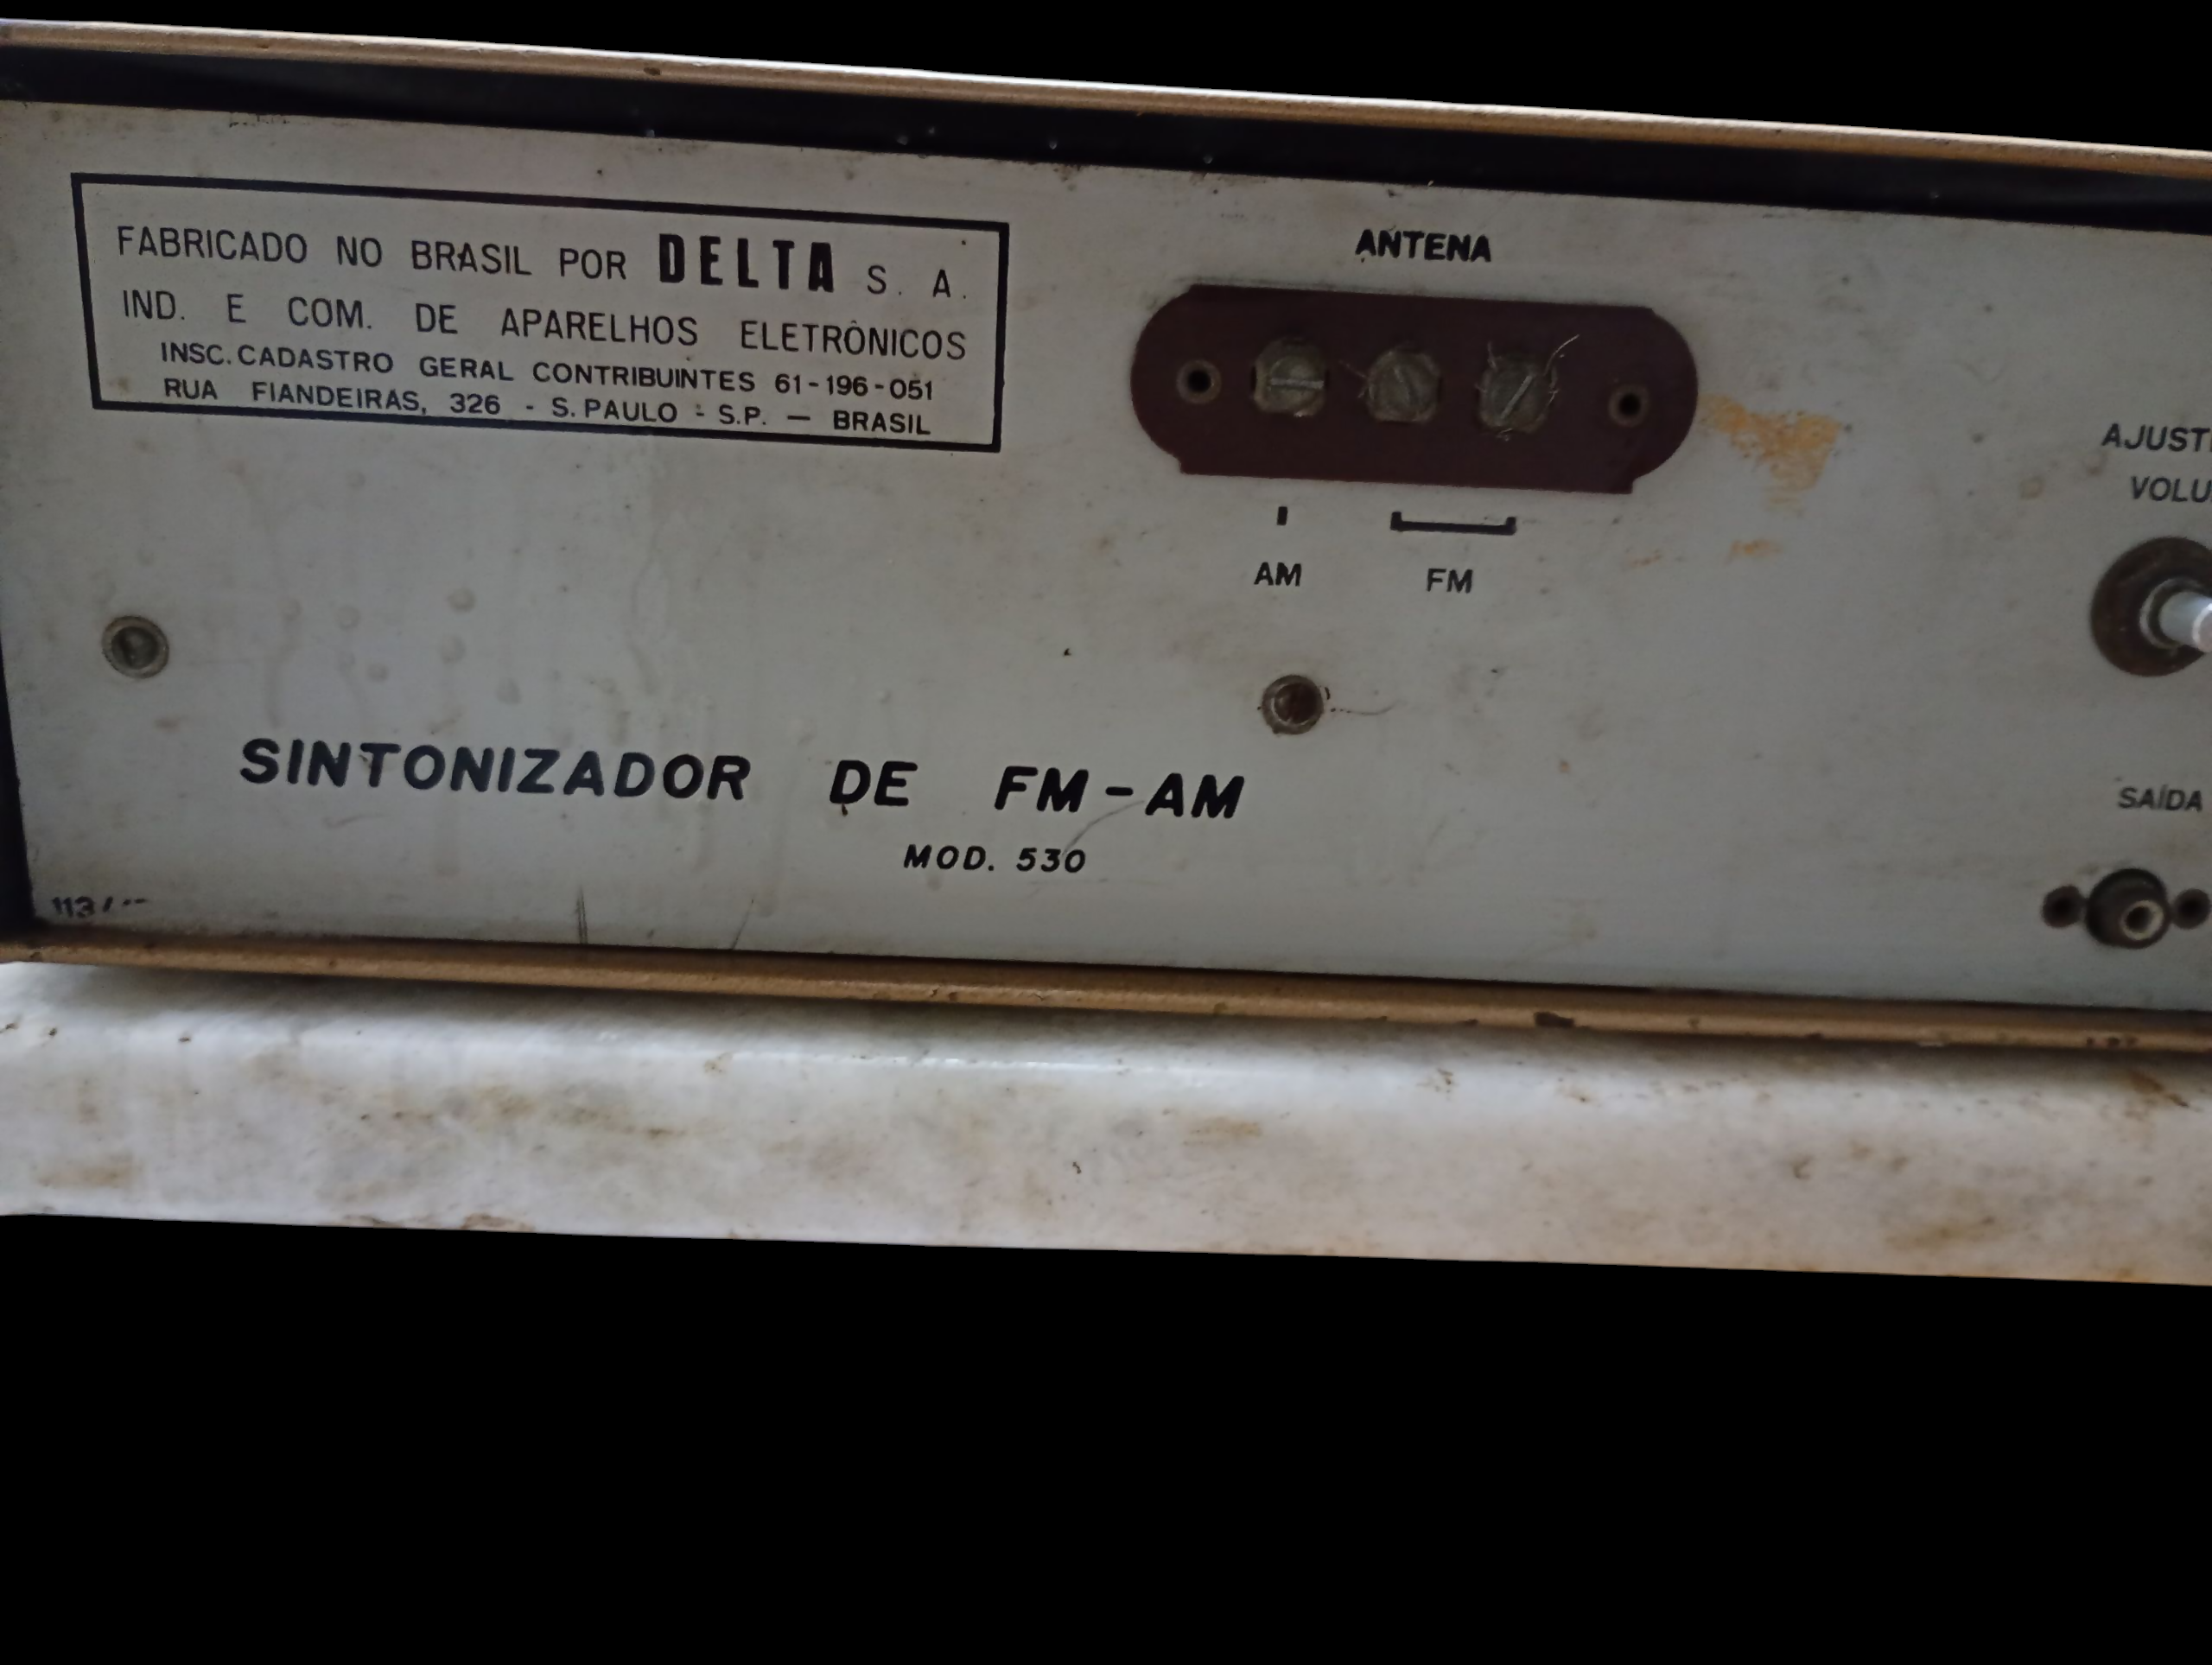 FABRICADO NO BRASIL POR DELTA S. A.
IND. E COM. DE APARELHOS ELETRÔNICOS
INSC. CADASTRO GERAL CONTRIBUINTES 61-196-051
RUA FIANDEIRAS, 326 - S. PAULO - S.P. — BRASIL
ANTENA
AM FM
SAÍDA
SINTONIZADOR DE FM-AM
MOD. 530